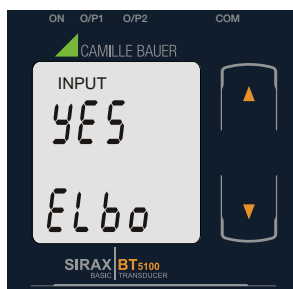 ON O/P1 O/P2 COM
CAMILLE BAUER
INPUT
YES
ELbo
SIRAX BT5100
BASIC TRANSDUCER